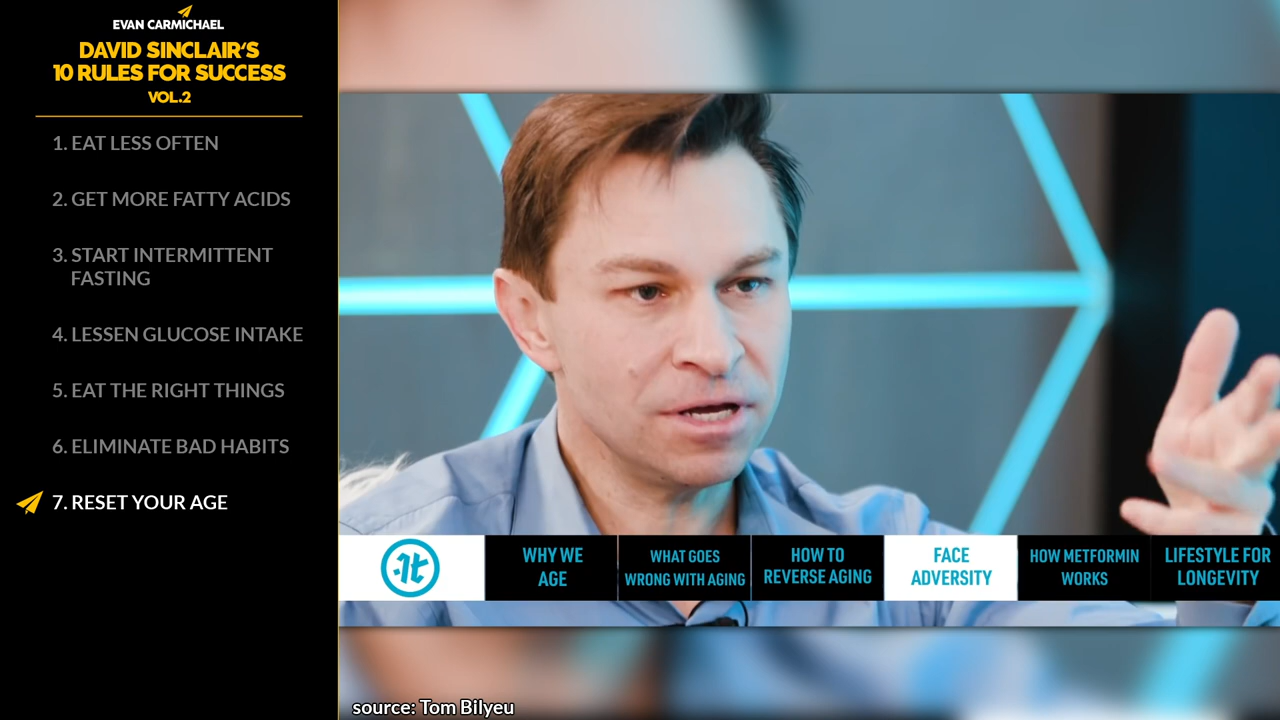 EVAN CARMICHAEL
DAVID SINCLAIR'S
10 RULES FOR SUCCESS
VOL.2
1. EAT LESS OFTEN
2. GET MORE FATTY ACIDS
3. START INTERMITTENT
FASTING
4. LESSEN GLUCOSE INTAKE
5. EAT THE RIGHT THINGS
6. ELIMINATE BAD HABITS
7. RESET YOUR AGE
WHY WE
AGE
WHAT GOES
WRONG WITH AGING
HOW TO
REVERSE AGING
FACE
ADVERSITY
HOW METFORMIN
WORKS
LIFESTYLE FOR
LONGEVITY
source: Tom Bilyeu